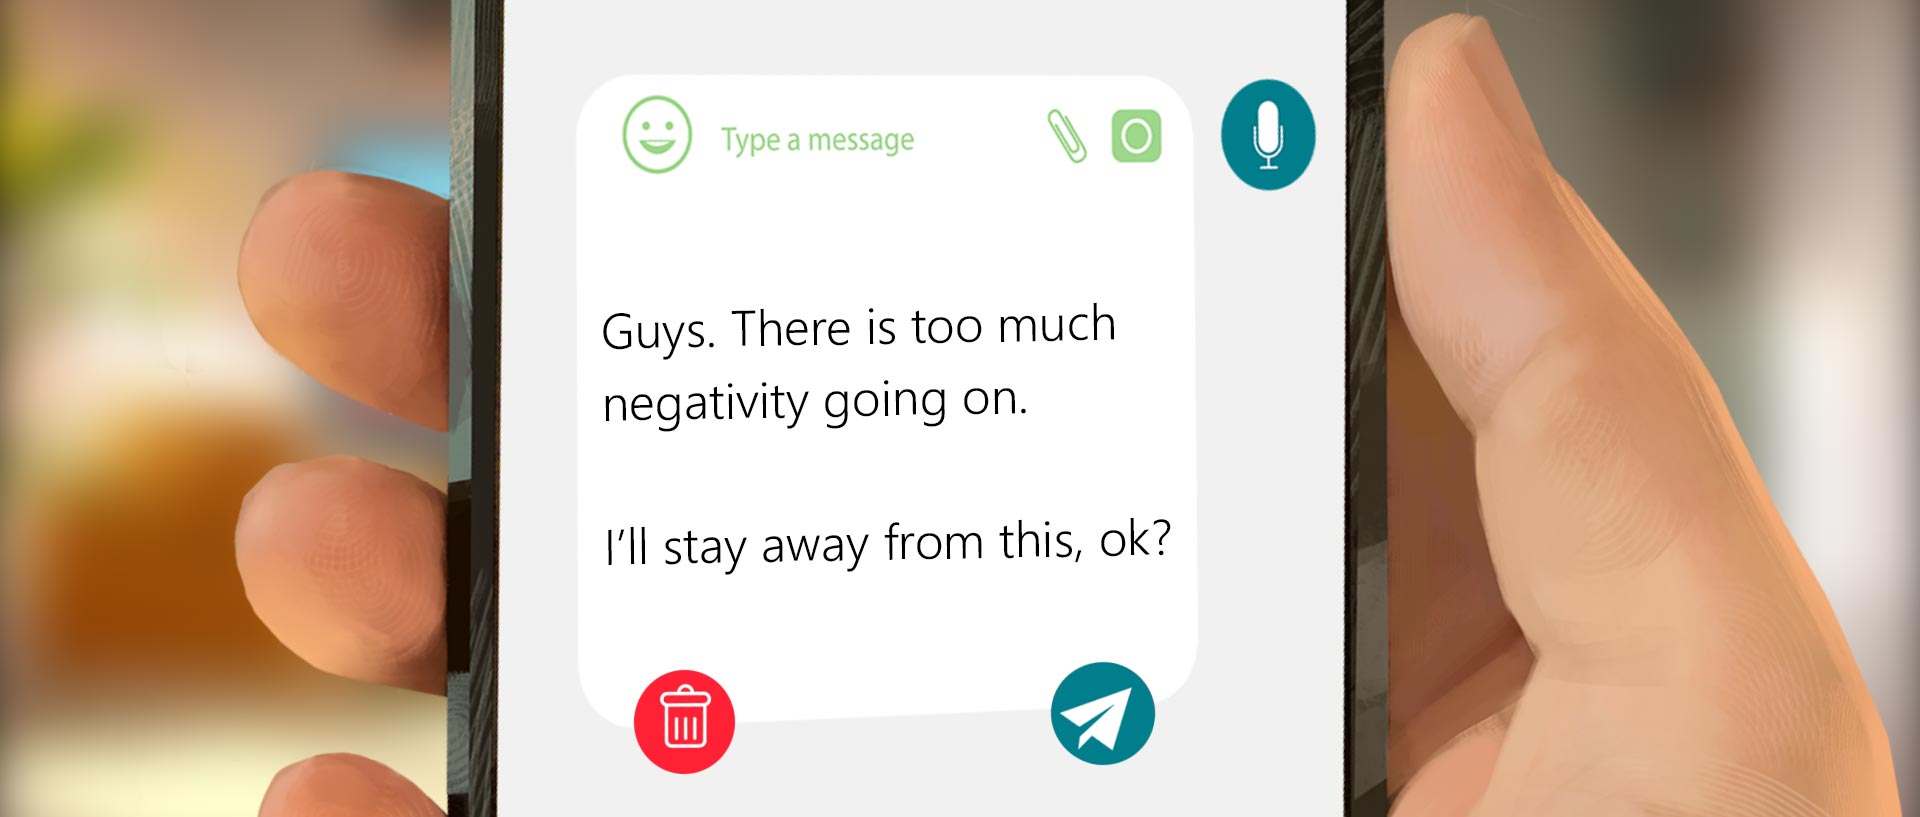 Type a message
Guys. There is too much
negativity going on.
I'll stay away from this, ok?